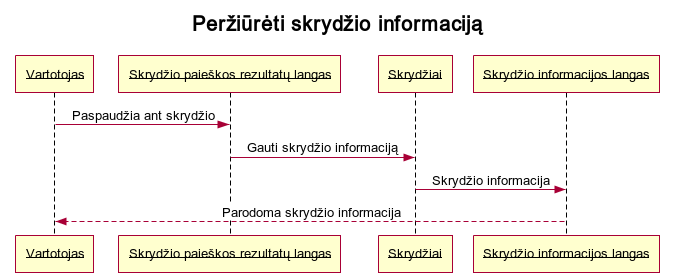 Peržiūrėti skrydžio informaciją
Vartotojas
Skrydžio paieškos rezultatų langas
Skrydžiai
Skrydžio informacijos langas
Paspaudžia ant skrydžio
Gauti skrydžio informaciją
Skrydžio informacija
Parodoma skrydžio informacija
Vartotojas
Skrydžio paieškos rezultatų langas
Skrydžiai
Skrydžio informacijos langas